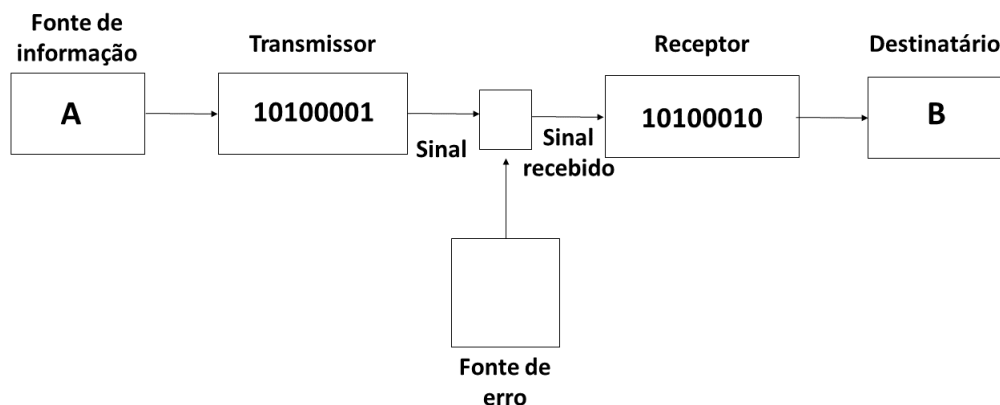 Fonte de
informação
Transmissor
Receptor
Destinatário
A
10100001
10100010
B
Sinal
Sinal
recebido
Fonte de
erro